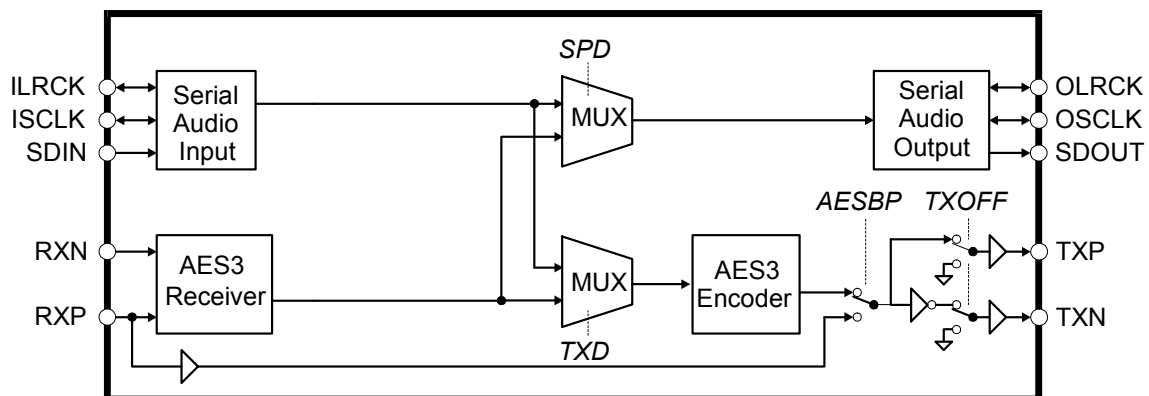 SPD
ILRCK
ISCLK
SDIN
Serial
Audio
Input
MUX
Serial
Audio
Output
OLRCK
OSCLK
SDOUT
AESBP
TXOFF
RXN
RXP
AES3
Receiver
MUX
AES3
Encoder
TXP
TXN
TXD